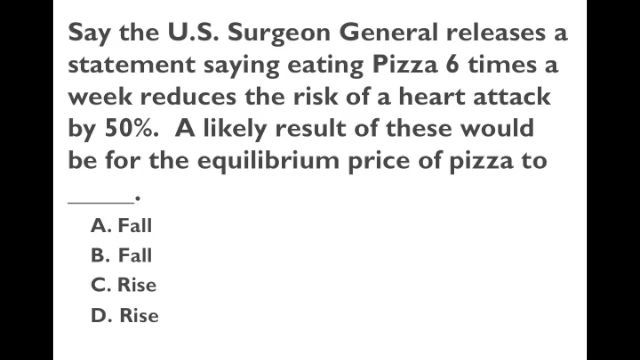 Say the U.S. Surgeon General releases a
statement saying eating Pizza 6 times a
week reduces the risk of a heart attack
by 50%. A likely result of these would
be for the equilibrium price of pizza to
_____.
A. Fall
B. Fall
C. Rise
D. Rise